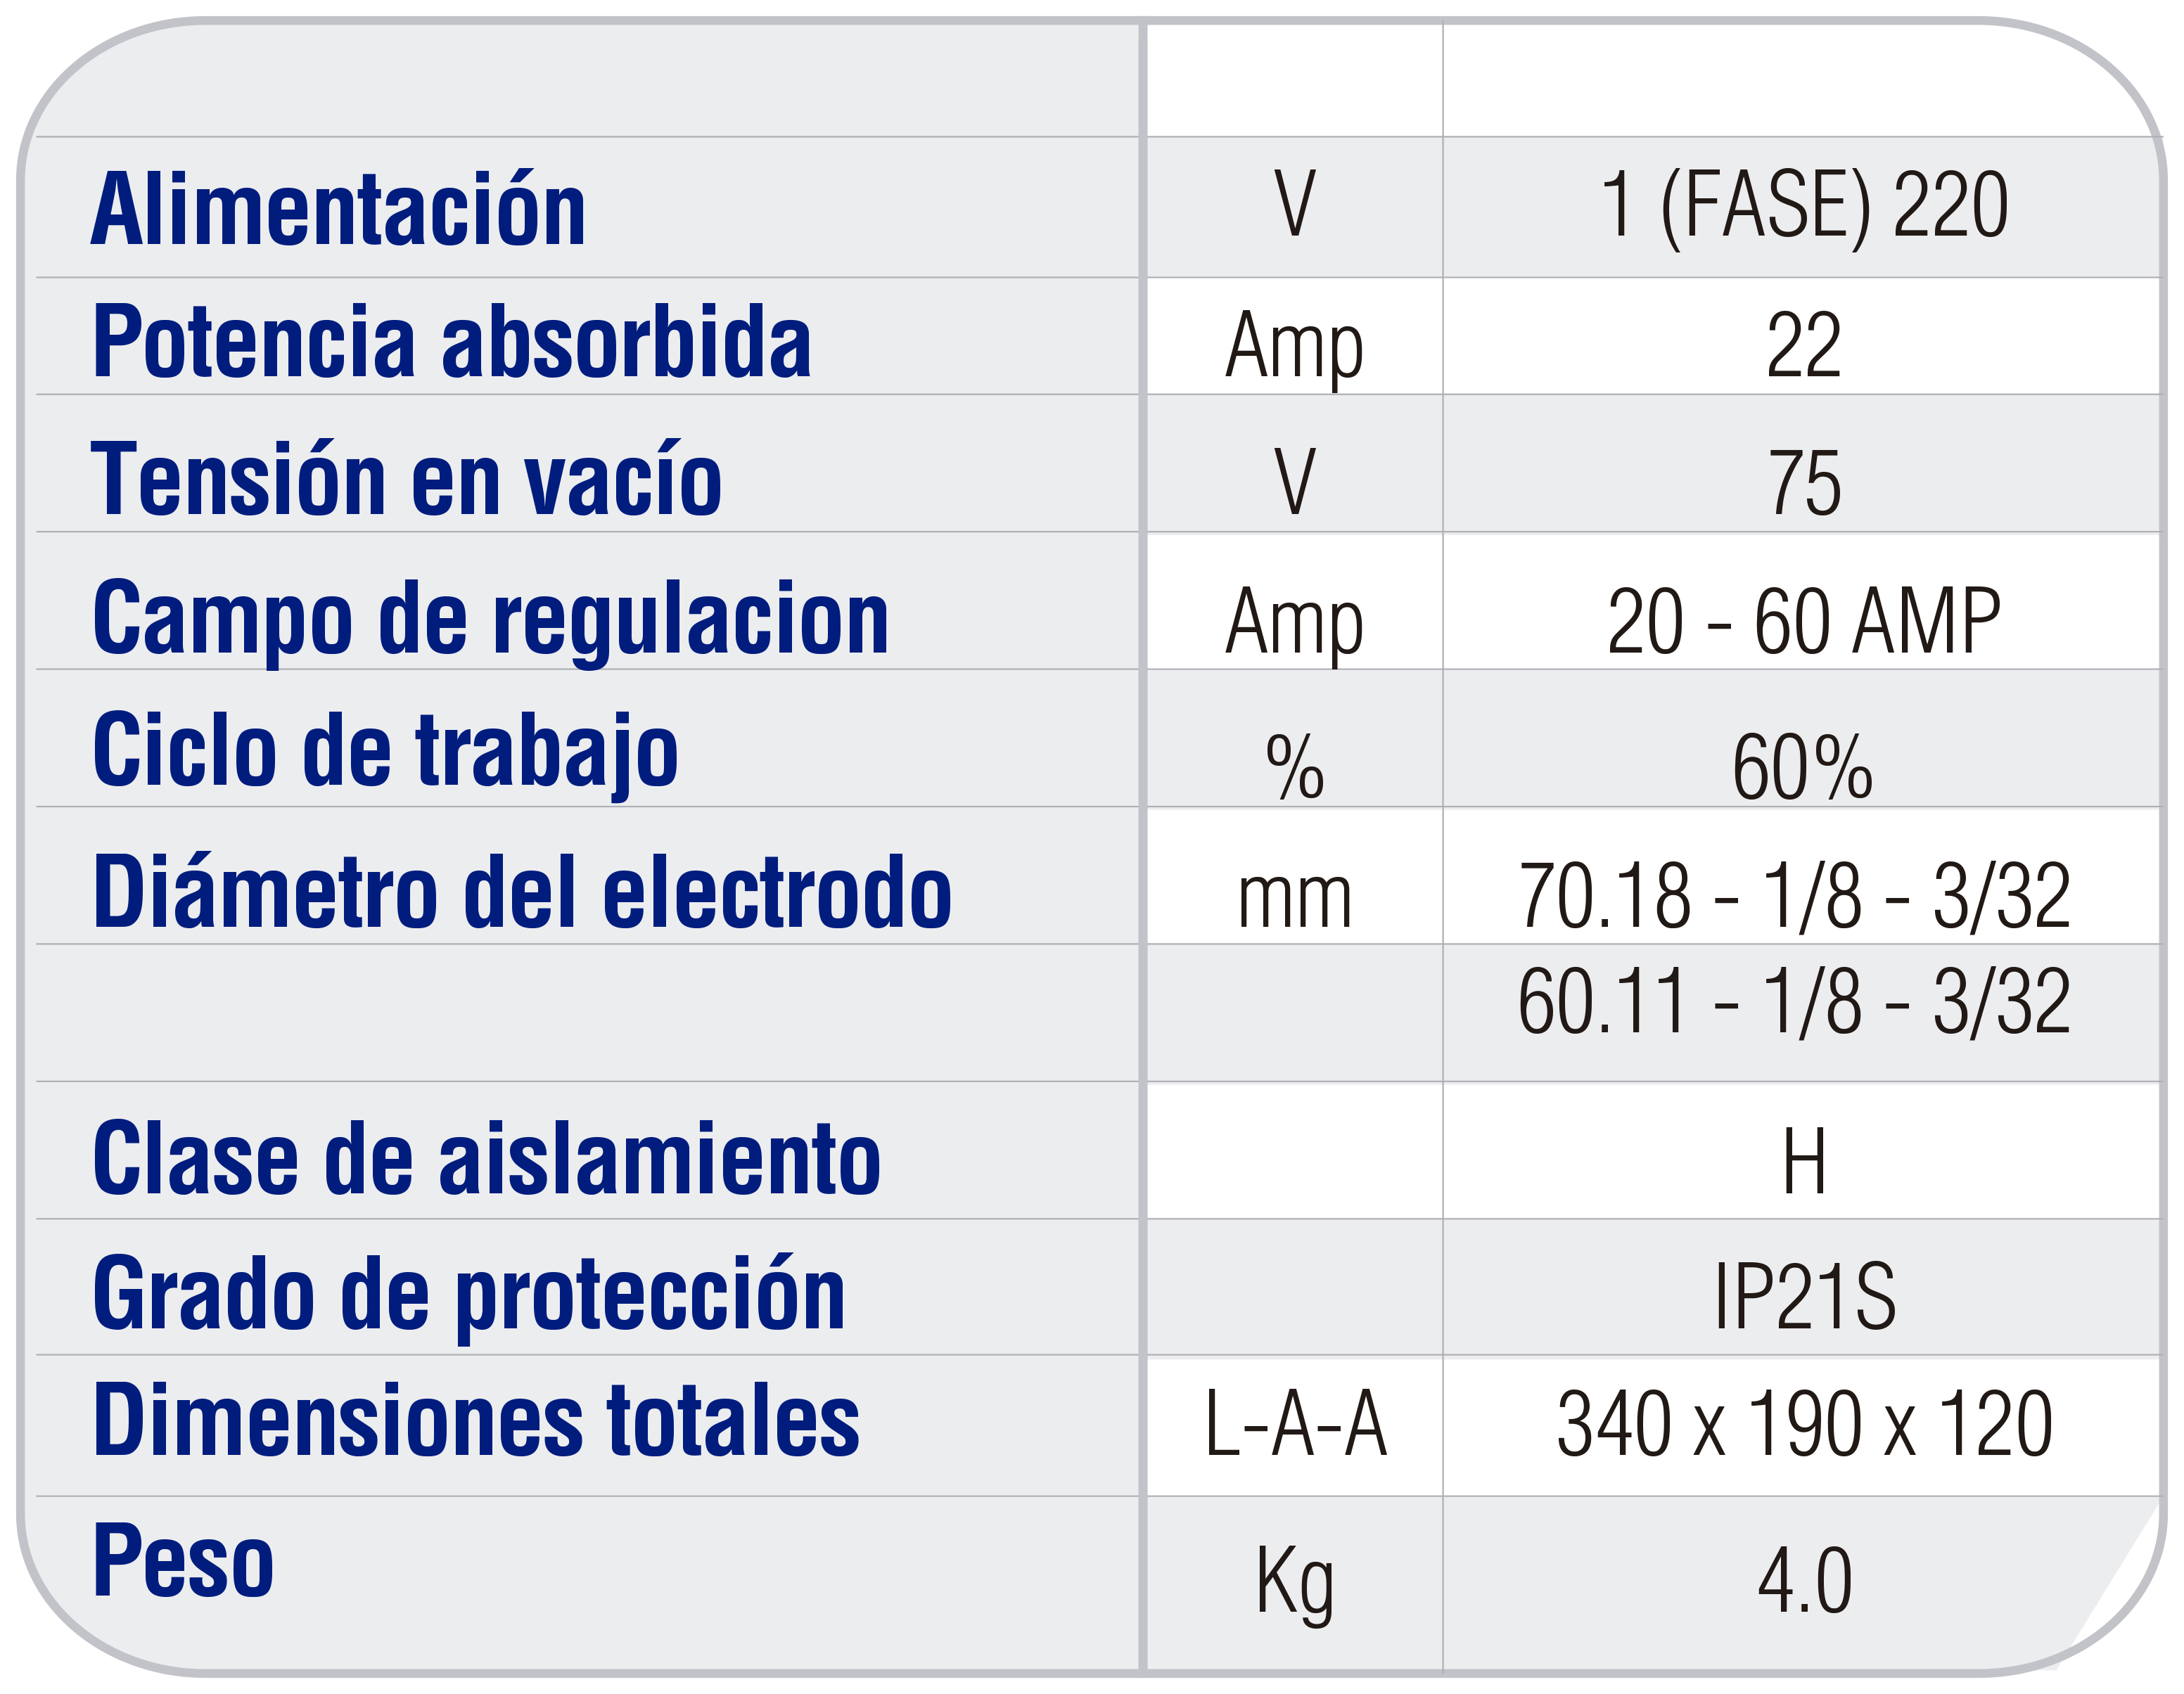 Alimentación V 1 (FASE) 220
Potencia absorbida Amp 22
Tensión en vacío V 75
Campo de regulacion Amp 20 - 60 AMP
Ciclo de trabajo % 60%
Diámetro del electrodo mm 70.18 - 1/8 - 3/32
60.11 - 1/8 - 3/32
Clase de aislamiento H
Grado de protección IP21S
Dimensiones totales L-A-A 340 x 190 x 120
Peso Kg 4.0